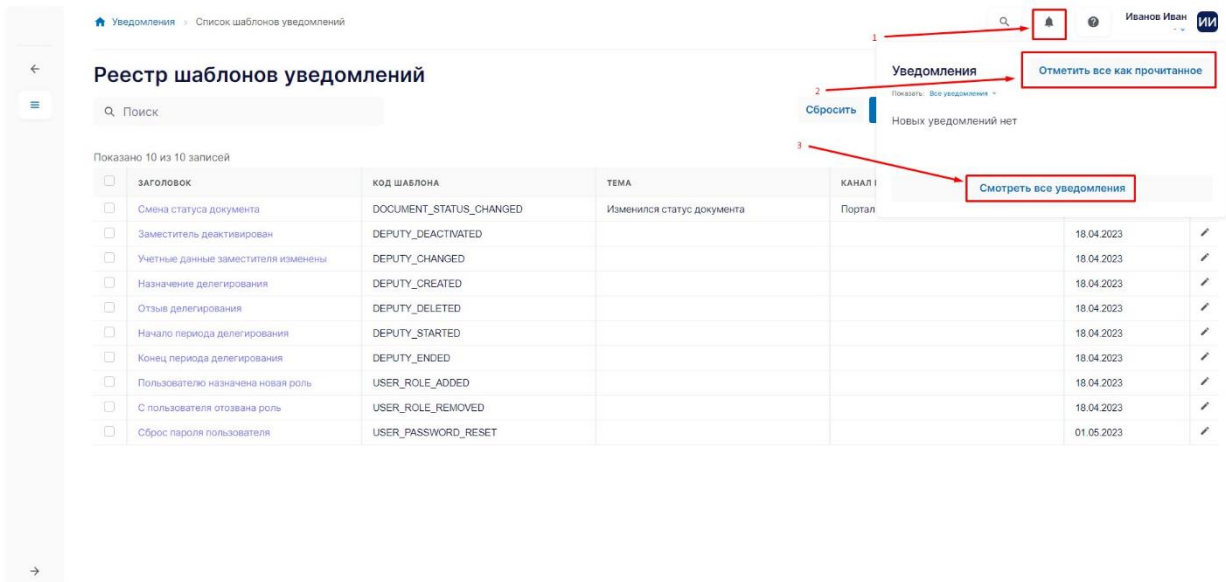 Уведомления > Список шаблонов уведомлений
Иванов Иван
ИИ
1
Реестр шаблонов уведомлений
Уведомления
Отметить все как прочитанное
2
Показать: Все уведомления
Поиск
Сбросить
Новых уведомлений нет
3
Показано 10 из 10 записей
Смотреть все уведомления
ЗАГОЛОВОК КОД ШАБЛОНА ТЕМА КАНАЛ
Смена статуса документа DOCUMENT_STATUS_CHANGED Изменился статус документа Портал
Заместитель деактивирован DEPUTY_DEACTIVATED 18.04.2023
Учетные данные заместителя изменены DEPUTY_CHANGED 18.04.2023
Назначение делегирования DEPUTY_CREATED 18.04.2023
Отзыв делегирования DEPUTY_DELETED 18.04.2023
Начало периода делегирования DEPUTY_STARTED 18.04.2023
Конец периода делегирования DEPUTY_ENDED 18.04.2023
Пользователю назначена новая роль USER_ROLE_ADDED 18.04.2023
С пользователя отозвана роль USER_ROLE_REMOVED 18.04.2023
Сброс пароля пользователя USER_PASSWORD_RESET 01.05.2023